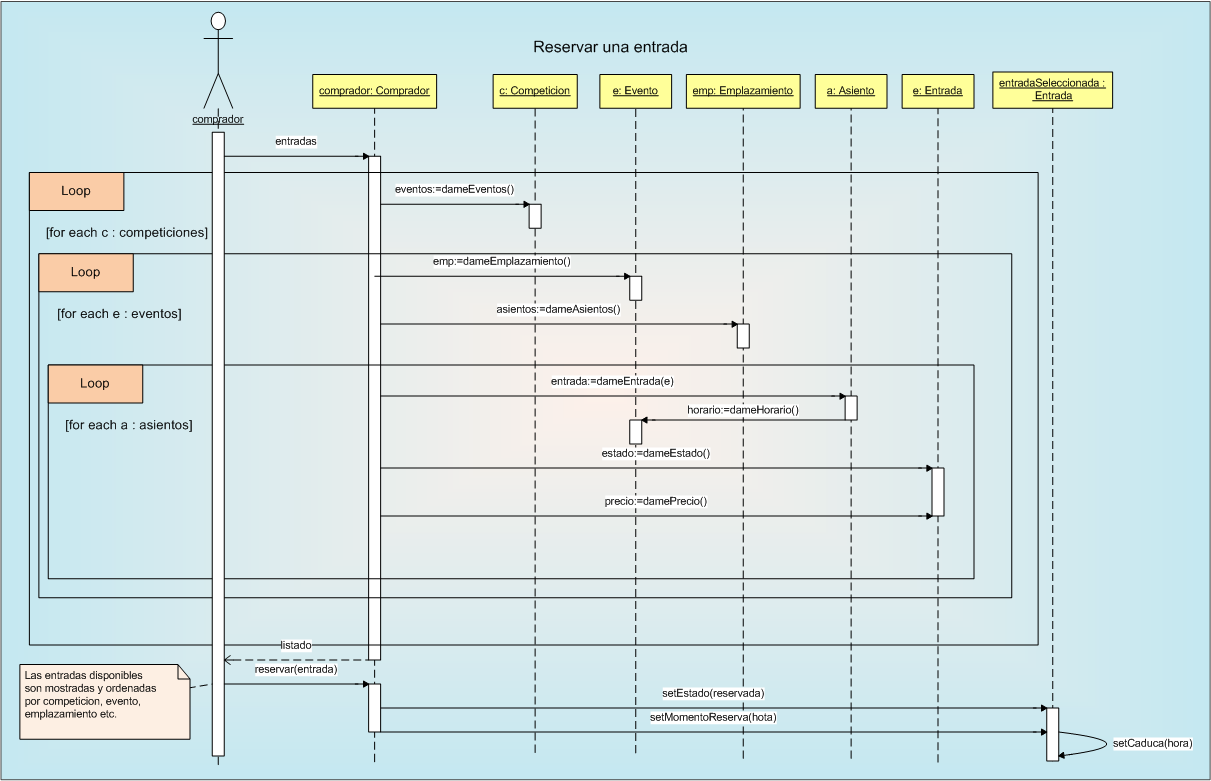 Reservar una entrada
comprador
comprador: Comprador
c: Competicion
e: Evento
emp: Emplazamiento
a: Asiento
e: Entrada
entradaSeleccionada :
Entrada
entradas
Loop
eventos:=dameEventos()
[for each c : competiciones]
Loop
emp:=dameEmplazamiento()
[for each e : eventos]
asientos:=dameAsientos()
Loop
entrada:=dameEntrada(e)
horario:=dameHorario()
[for each a : asientos]
estado:=dameEstado()
precio:=damePrecio()
listado
reservar(entrada)
Las entradas disponibles
son mostradas y ordenadas
por competicion, evento,
emplazamiento etc.
setEstado(reservada)
setMomentoReserva(hota)
setCaduca(hora)